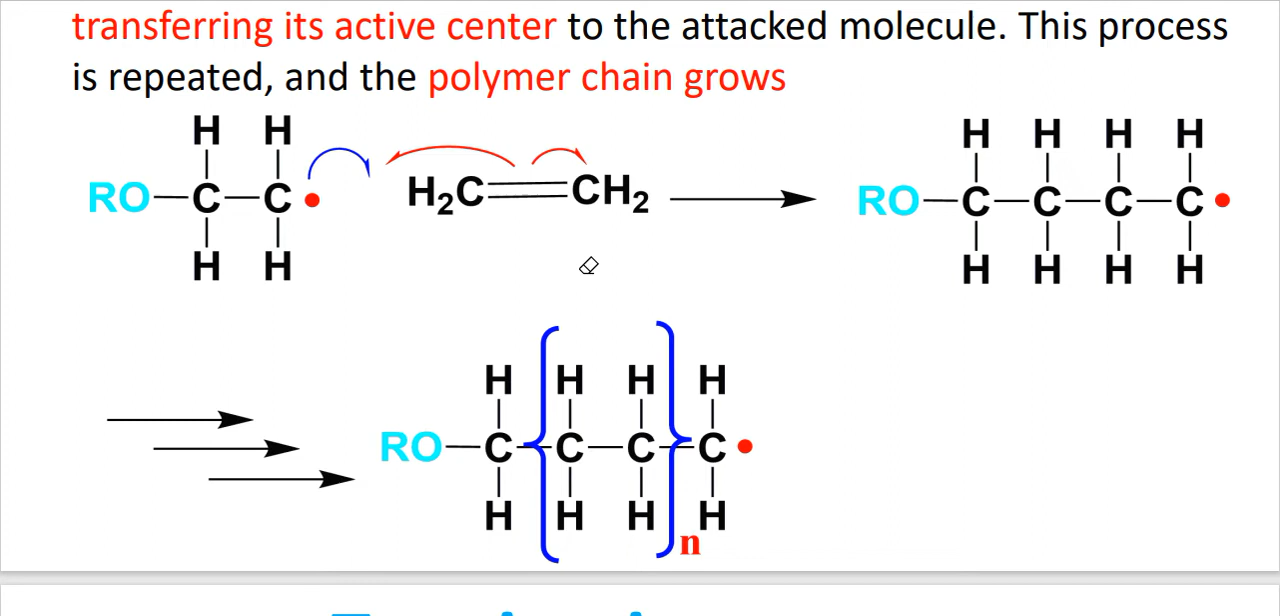 transferring its active center to the attacked molecule. This process
is repeated, and the polymer chain grows
H H
H H H H
RO—C—C• H₂C=CH₂ RO—C—C—C—C•
H H
H H H H
H H H H
RO—C—C—C—C•
H H H H
n